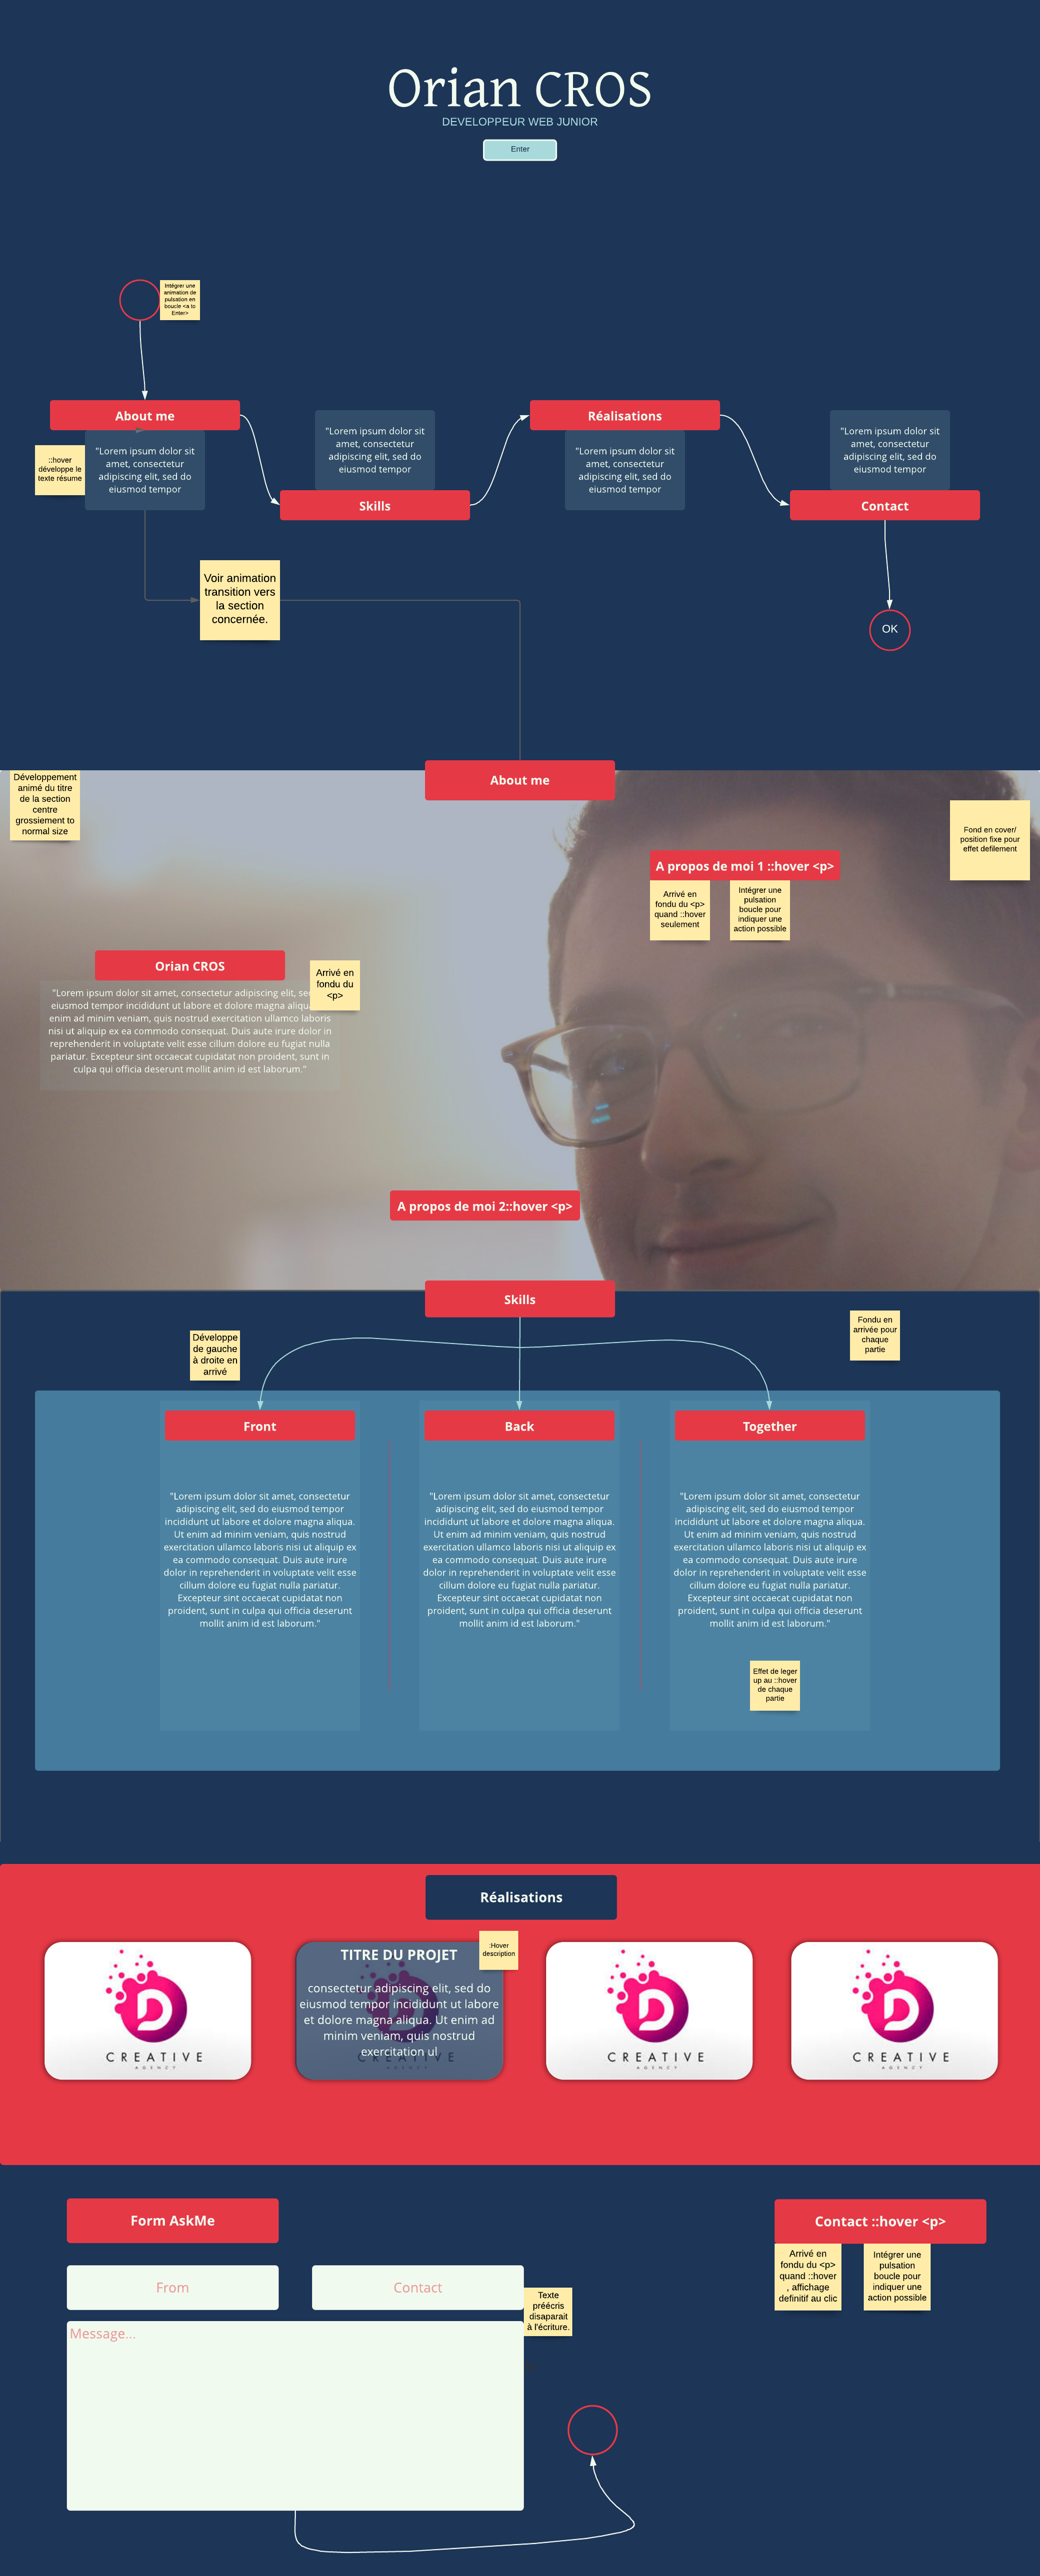 Orian CROS
DEVELOPPEUR WEB JUNIOR
Enter
Intégrer une
animation de
pulsation en
boucle <a to
Enter>
About me
"Lorem ipsum dolor sit
amet, consectetur
adipiscing elit, sed do
eiusmod tempor
::hover
développe le
texte résume
"Lorem ipsum dolor sit
amet, consectetur
adipiscing elit, sed do
eiusmod tempor
Skills
Réalisations
"Lorem ipsum dolor sit
amet, consectetur
adipiscing elit, sed do
eiusmod tempor
"Lorem ipsum dolor sit
amet, consectetur
adipiscing elit, sed do
eiusmod tempor
Contact
Voir animation
transition vers
la section
concernée.
OK
About me
Développement
animé du titre
de la section
centre
grossiement to
normal size
Fond en cover/
position fixe pour
effet defilement
A propos de moi 1 ::hover <p>
Arrivé en
fondu du <p>
quand ::hover
seulement
Intégrer une
pulsation
boucle pour
indiquer une
action possible
Orian CROS
Arrivé en
fondu du
<p>
"Lorem ipsum dolor sit amet, consectetur adipiscing elit,
eiusmod tempor incididunt ut labore et dolore magna
enim ad minim veniam, quis nostrud exercitation ullamco laboris
nisi ut aliquip ex ea commodo consequat. Duis aute irure dolor in
reprehenderit in voluptate velit esse cillum dolore eu fugiat nulla
pariatur. Excepteur sint occaecat cupidatat non proident, sunt in
culpa qui officia deserunt mollit anim id est laborum."
A propos de moi 2::hover <p>
Skills
Développe
de gauche
à droite en
arrivé
Fondu en
arrivée pour
chaque
partie
Front
"Lorem ipsum dolor sit amet, consectetur
adipiscing elit, sed do eiusmod tempor
incididunt ut labore et dolore magna aliqua.
Ut enim ad minim veniam, quis nostrud
exercitation ullamco laboris nisi ut aliquip ex
ea commodo consequat. Duis aute irure
dolor in reprehenderit in voluptate velit esse
cillum dolore eu fugiat nulla pariatur.
Excepteur sint occaecat cupidatat non
proident, sunt in culpa qui officia deserunt
mollit anim id est laborum."
Back
"Lorem ipsum dolor sit amet, consectetur
adipiscing elit, sed do eiusmod tempor
incididunt ut labore et dolore magna aliqua.
Ut enim ad minim veniam, quis nostrud
exercitation ullamco laboris nisi ut aliquip ex
ea commodo consequat. Duis aute irure
dolor in reprehenderit in voluptate velit esse
cillum dolore eu fugiat nulla pariatur.
Excepteur sint occaecat cupidatat non
proident, sunt in culpa qui officia deserunt
mollit anim id est laborum."
Together
"Lorem ipsum dolor sit amet, consectetur
adipiscing elit, sed do eiusmod tempor
incididunt ut labore et dolore magna aliqua.
Ut enim ad minim veniam, quis nostrud
exercitation ullamco laboris nisi ut aliquip ex
ea commodo consequat. Duis aute irure
dolor in reprehenderit in voluptate velit esse
cillum dolore eu fugiat nulla pariatur.
Excepteur sint occaecat cupidatat non
proident, sunt in culpa qui officia deserunt
mollit anim id est laborum."
Effet de leger
up au ::hover
de chaque
partie
Réalisations
D
CREATIVE
AGENCY
TITRE DU PROJET
:Hover
description
consectetur adipiscing elit, sed do
eiusmod tempor incididunt ut labore
et dolore magna aliqua. Ut enim ad
minim veniam, quis nostrud
exercitation ul
D
CREATIVE
AGENCY
D
CREATIVE
AGENCY
Form AskMe
From
Contact
Message...
Texte
préécris
disaparait
à l'écriture.
Contact ::hover <p>
Arrivé en
fondu du <p>
quand ::hover
, affichage
definitif au clic
Intégrer une
pulsation
boucle pour
indiquer une
action possible